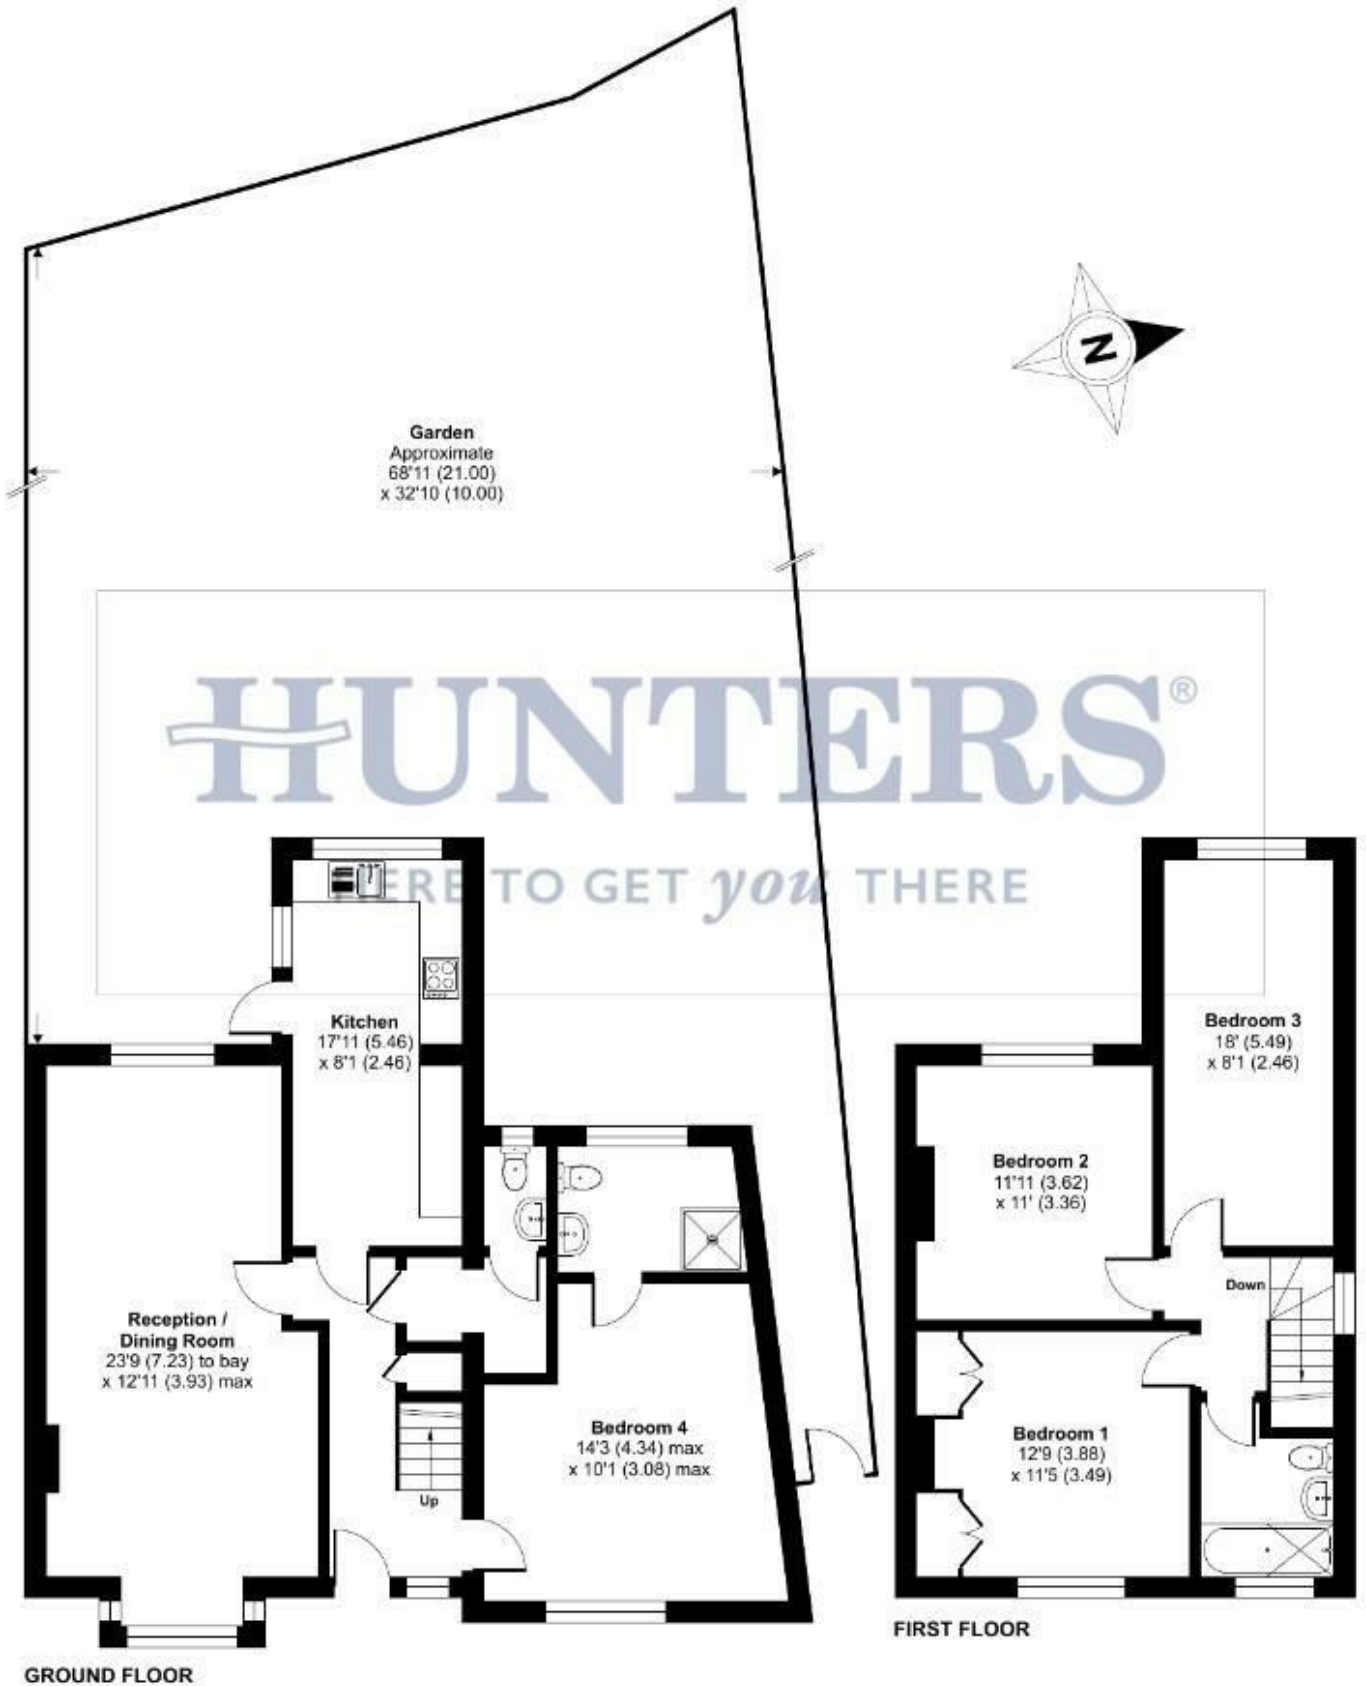 Garden
Approximate
68'11 (21.00)
x 32'10 (10.00)
N
HUNTERS®
HERE TO GET you THERE
Kitchen
17'11 (5.46)
x 8'1 (2.46)
Bedroom 3
18' (5.49)
x 8'1 (2.46)
Bedroom 2
11'11 (3.62)
x 11' (3.36)
Down
Reception /
Dining Room
23'9 (7.23) to bay
x 12'11 (3.93) max
Bedroom 4
14'3 (4.34) max
x 10'1 (3.08) max
Up
Bedroom 1
12'9 (3.88)
x 11'5 (3.49)
FIRST FLOOR
GROUND FLOOR